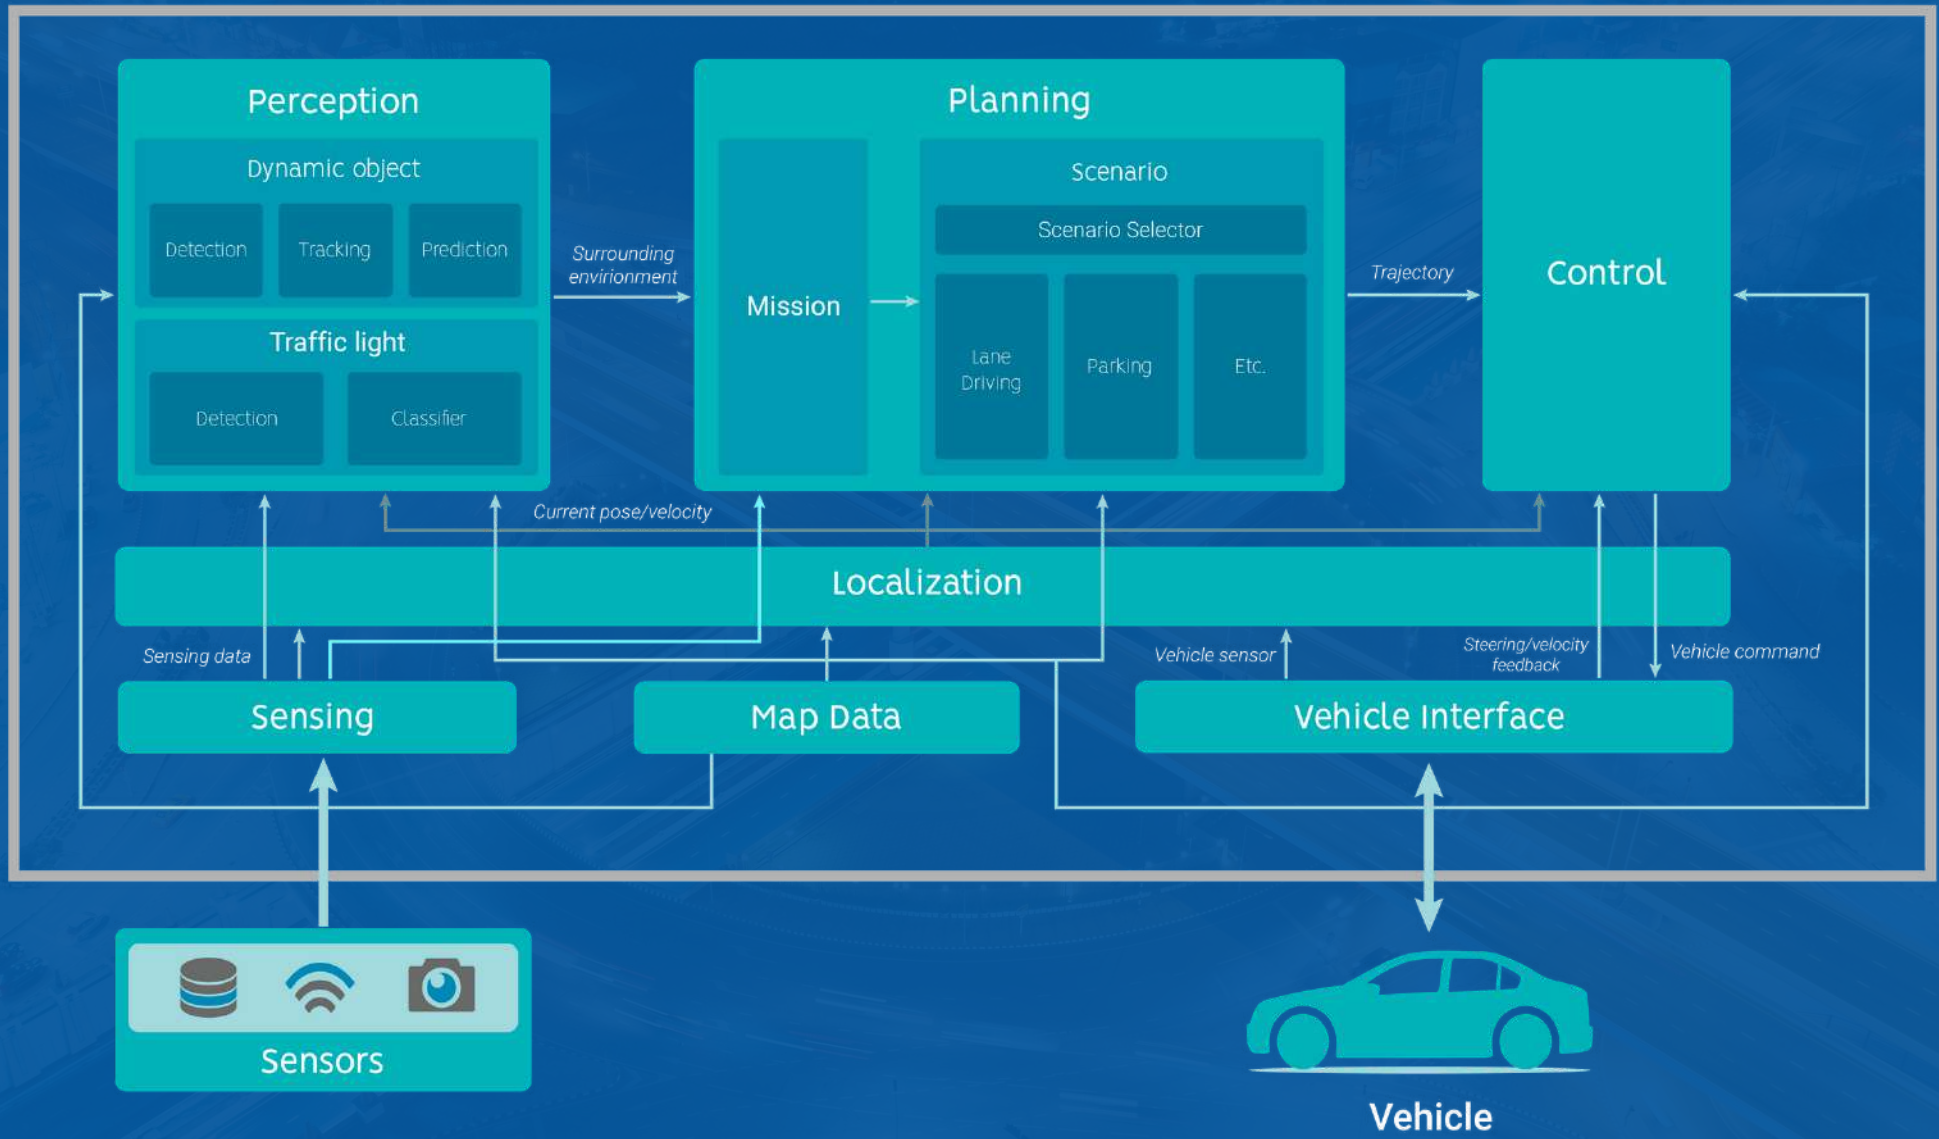 Perception
Dynamic object
Detection
Tracking
Prediction
Traffic light
Detection
Classifier
Surrounding
envirionment
Planning
Mission
Scenario
Scenario Selector
Lane
Driving
Parking
Etc.
Trajectory
Control
Current pose/velocity
Localization
Sensing data
Vehicle sensor
Steering/velocity
feedback
Vehicle command
Sensing
Map Data
Vehicle Interface
Sensors
Vehicle